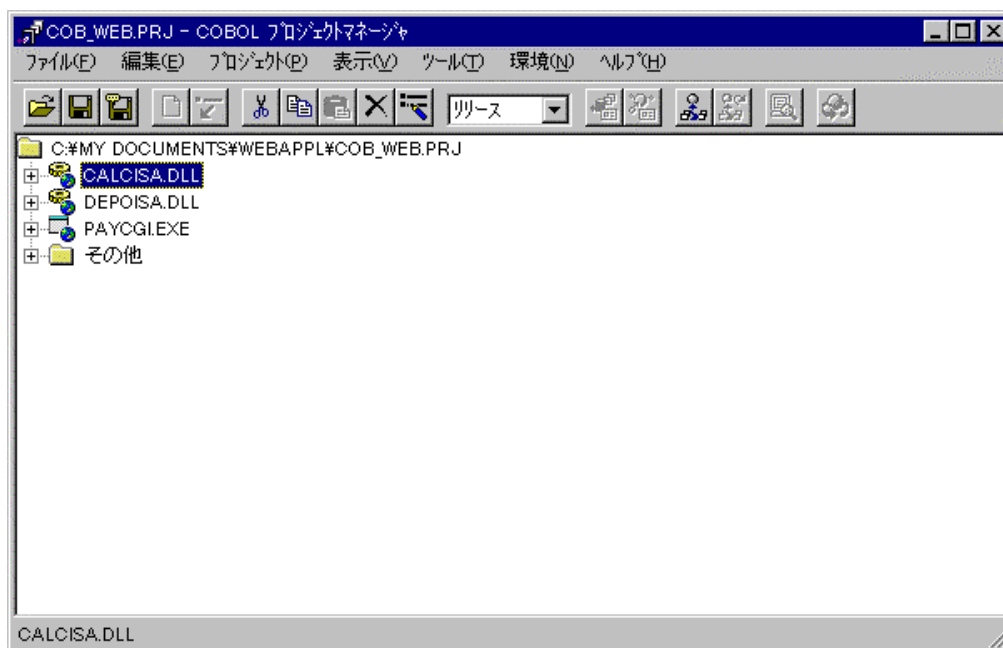 COB_WEB.PRJ - COBOL ﾌﾟﾛｼﾞｪｸﾄﾏﾈｰｼﾞｬ
ﾌｧｲﾙ(F) 編集(E) ﾌﾟﾛｼﾞｪｸﾄ(P) 表示(V) ﾂｰﾙ(T) 環境(N) ﾍﾙﾌﾟ(H)
ﾘﾘｰｽ
C:¥MY DOCUMENTS¥WEBAPPL¥COB_WEB.PRJ
CALCISA.DLL
DEPOISA.DLL
PAYCGI.EXE
その他
CALCISA.DLL